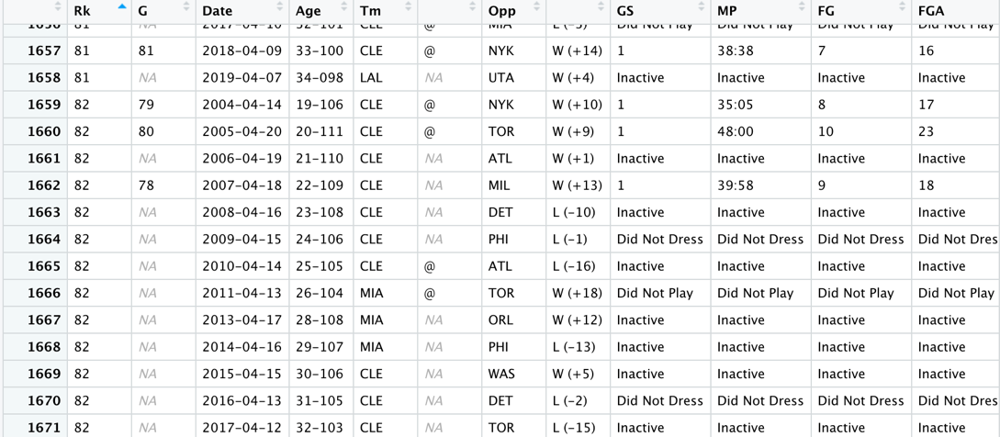 Rk G Date Age Tm Opp GS MP FG FGA
1656 81 NA 2017-04-10 32-101 CLE @ MIA L (-3) Did Not Play Did Not Play Did Not Play Did Not Play
1657 81 81 2018-04-09 33-100 CLE @ NYK W (+14) 1 38:38 7 16
1658 81 NA 2019-04-07 34-098 LAL NA UTA W (+4) Inactive Inactive Inactive Inactive
1659 82 79 2004-04-14 19-106 CLE @ NYK W (+10) 1 35:05 8 17
1660 82 80 2005-04-20 20-111 CLE @ TOR W (+9) 1 48:00 10 23
1661 82 NA 2006-04-19 21-110 CLE NA ATL W (+1) Inactive Inactive Inactive Inactive
1662 82 78 2007-04-18 22-109 CLE NA MIL W (+13) 1 39:58 9 18
1663 82 NA 2008-04-16 23-108 CLE NA DET L (-10) Inactive Inactive Inactive Inactive
1664 82 NA 2009-04-15 24-106 CLE NA PHI L (-1) Did Not Dress Did Not Dress Did Not Dress Did Not Dres
1665 82 NA 2010-04-14 25-105 CLE @ ATL L (-16) Inactive Inactive Inactive Inactive
1666 82 NA 2011-04-13 26-104 MIA @ TOR W (+18) Did Not Play Did Not Play Did Not Play Did Not Play
1667 82 NA 2013-04-17 28-108 MIA NA ORL W (+12) Inactive Inactive Inactive Inactive
1668 82 NA 2014-04-16 29-107 MIA NA PHI L (-13) Inactive Inactive Inactive Inactive
1669 82 NA 2015-04-15 30-106 CLE NA WAS W (+5) Inactive Inactive Inactive Inactive
1670 82 NA 2016-04-13 31-105 CLE NA DET L (-2) Did Not Dress Did Not Dress Did Not Dress Did Not Dres
1671 82 NA 2017-04-12 32-103 CLE NA TOR L (-15) Inactive Inactive Inactive Inactive